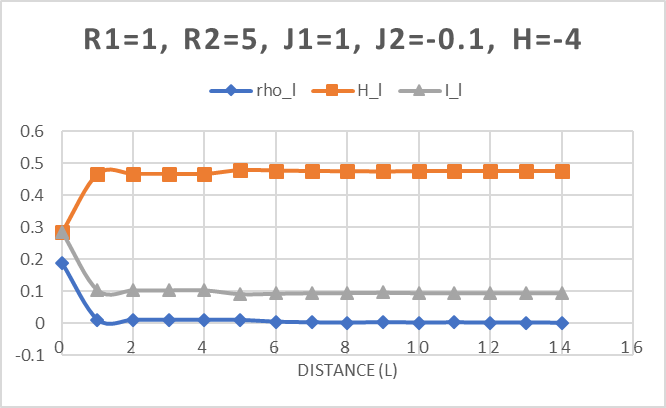 R1=1, R2=5, J1=1, J2=-0.1, H=-4
rho_l H_l I_l
0.6
0.5
0.4
0.3
0.2
0.1
0
-0.1
0 2 4 6 8 10 12 14 16
DISTANCE (L)